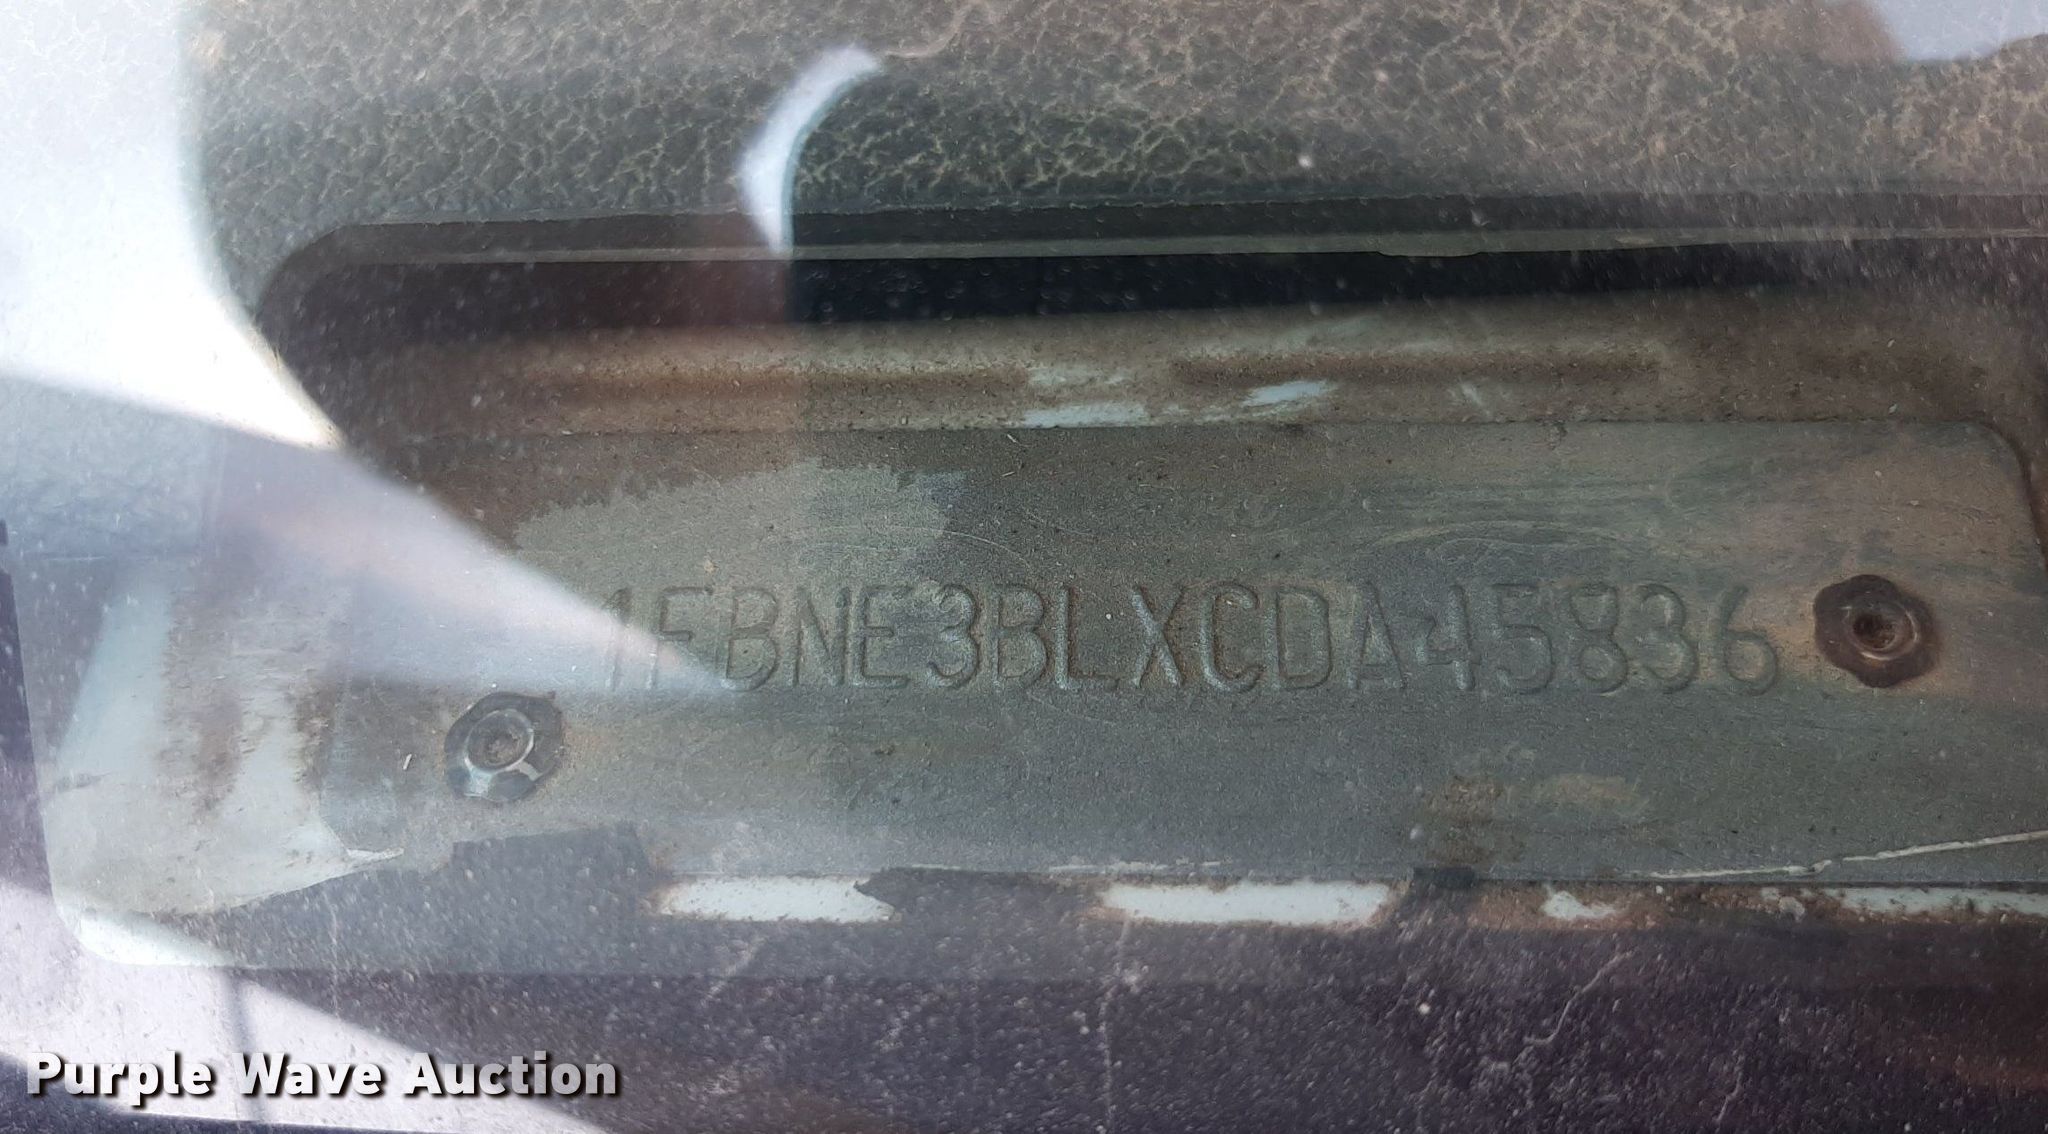 1FBNE3BLXCDA45836
Purple Wave Auction